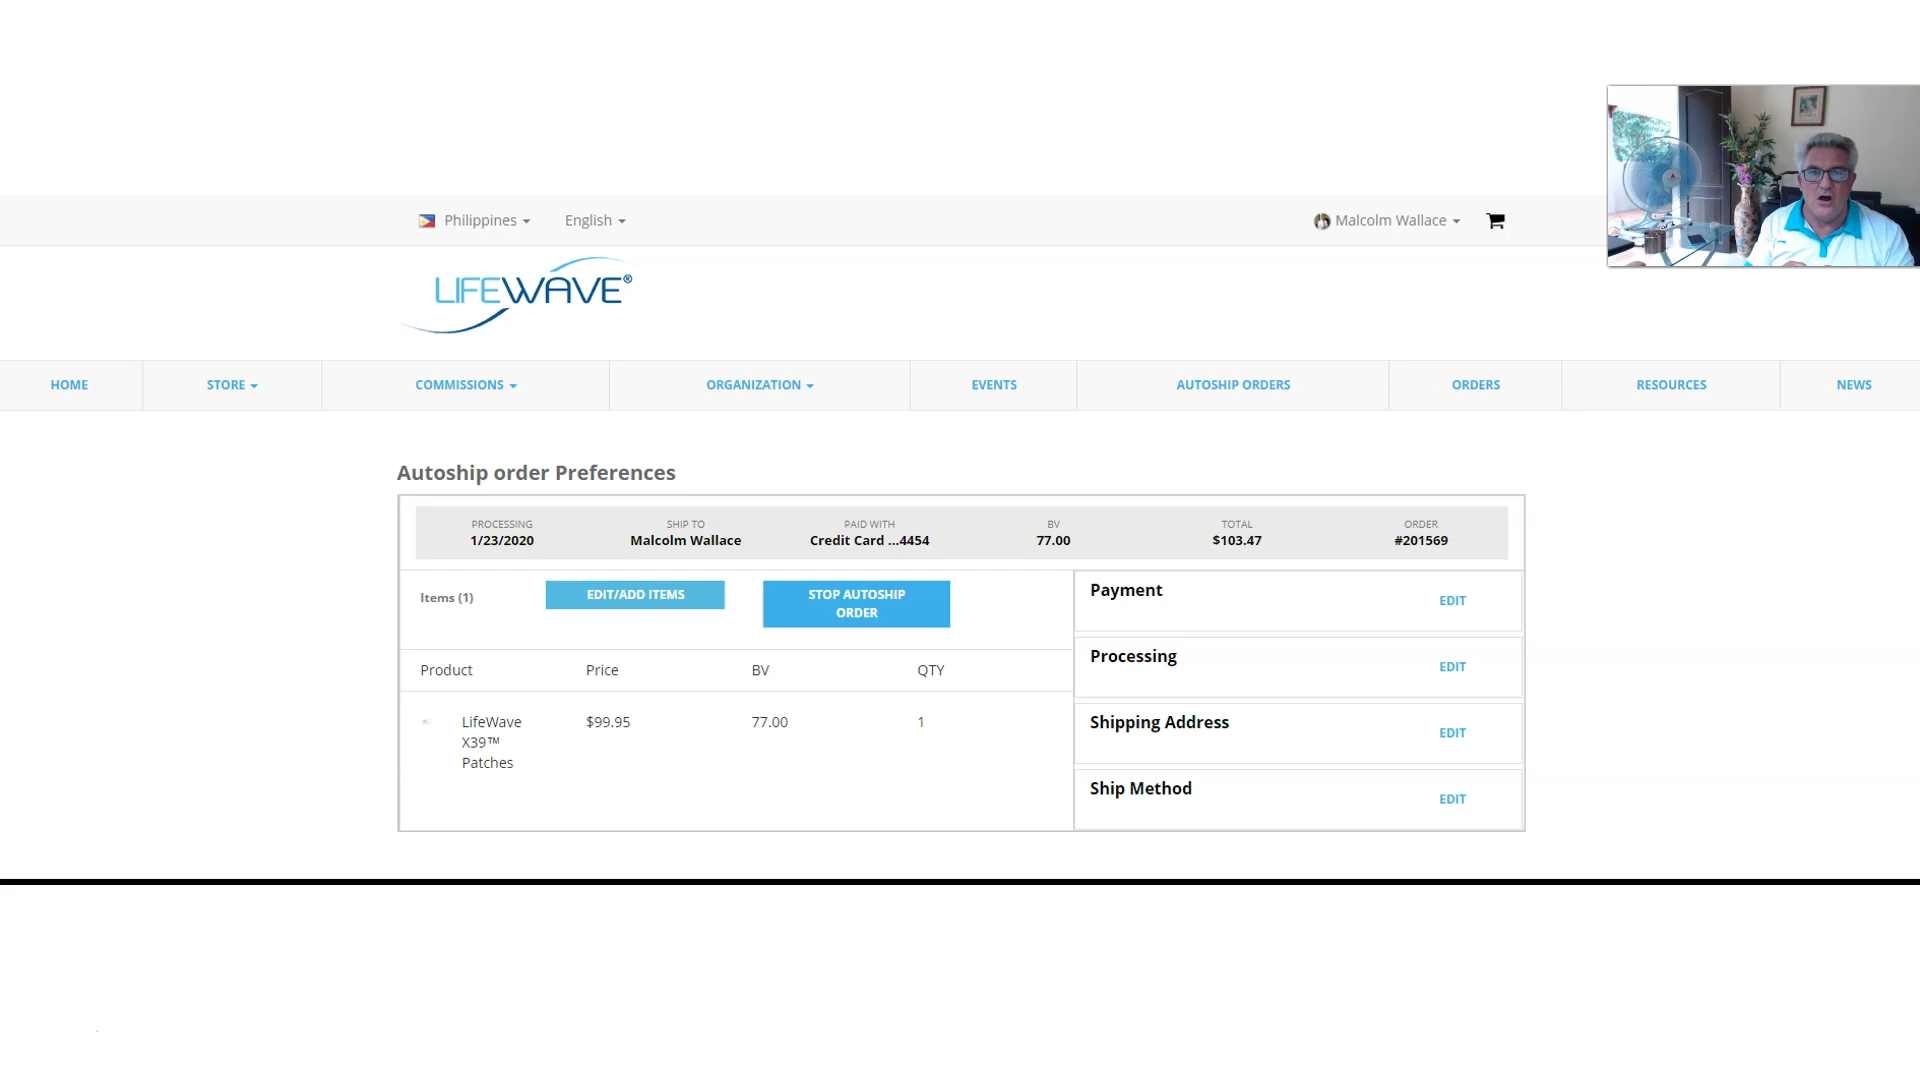 Philippines English Malcolm Wallace
LIFEWAVE®
HOME STORE COMMISSIONS ORGANIZATION EVENTS AUTOSHIP ORDERS ORDERS RESOURCES NEWS
Autoship order Preferences
PROCESSING SHIP TO PAID WITH BV TOTAL ORDER
1/23/2020 Malcolm Wallace Credit Card ...4454 77.00 $103.47 #201569
Items (1)
EDIT/ADD ITEMS
STOP AUTOSHIP
ORDER
Product Price BV QTY
LifeWave $99.95 77.00 1
X39™
Patches
Payment EDIT
Processing EDIT
Shipping Address EDIT
Ship Method EDIT